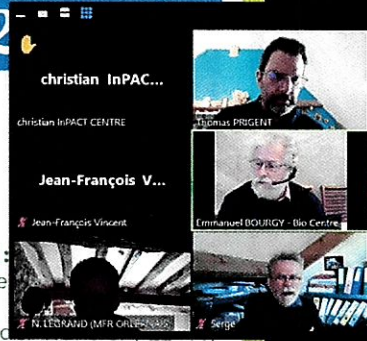 christian InPAC...
christian InPACT CENTRE
Thomas PRIGENT
Jean-François V...
Jean-François Vincent
Emmanuel BOURGY - Bio Centre
N.LEGRAND (MFR ORLEANAIS)
Serge